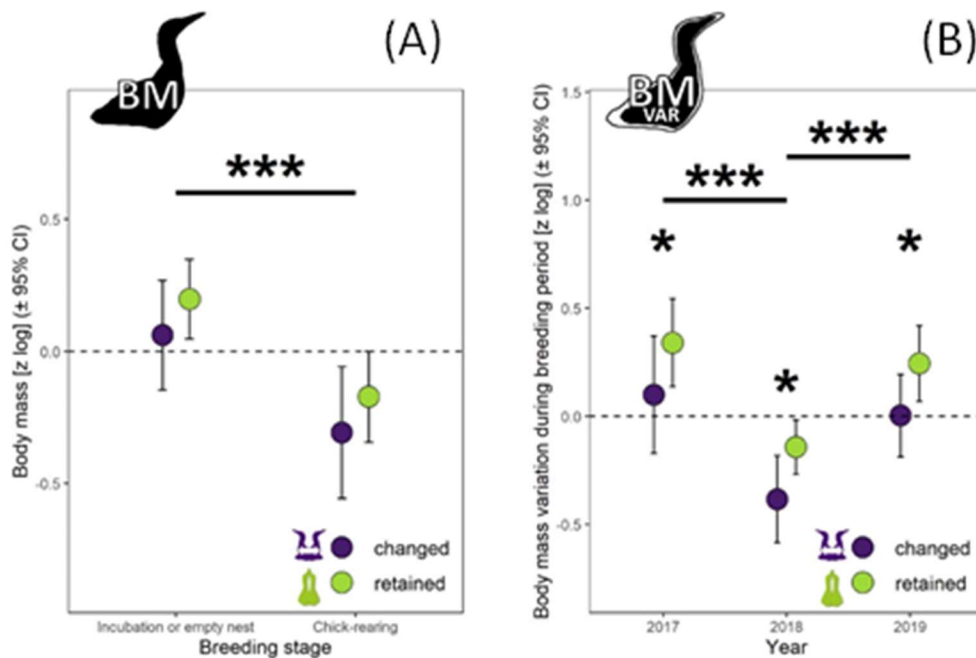 (A)
BM
***
Body mass [z log] (± 95% CI)
0.5
0.0
-0.5
changed
retained
Incubation or empty nest
Chick-rearing
Breeding stage
(B)
BM
VAR
***
***
*
*
*
Body mass variation during breeding period [z log] (± 95% CI)
1.5
1.0
0.5
0.0
-0.5
changed
retained
2017
2018
2019
Year